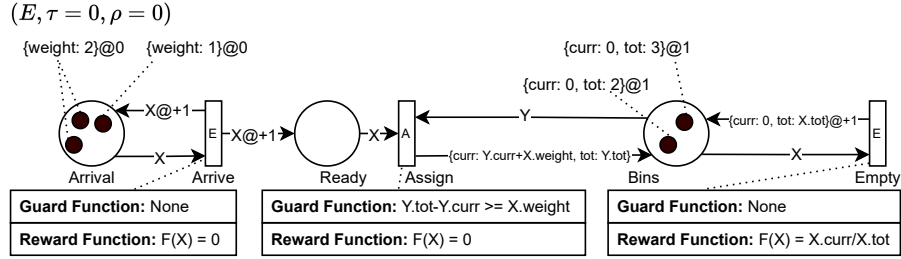 (E, τ = 0, ρ = 0)
{weight: 2}@0 {weight: 1}@0
{curr: 0, tot: 3}@1
{curr: 0, tot: 2}@1
X@+1
Y
{curr: 0, tot: X.tot}@+1
E
X@+1
X
A
E
X
{curr: Y.curr+X.weight, tot: Y.tot}
X
Arrival Arrive Ready Assign Bins Empty
Guard Function: None
Reward Function: F(X) = 0
Guard Function: Y.tot-Y.curr >= X.weight
Reward Function: F(X) = 0
Guard Function: None
Reward Function: F(X) = X.curr/X.tot